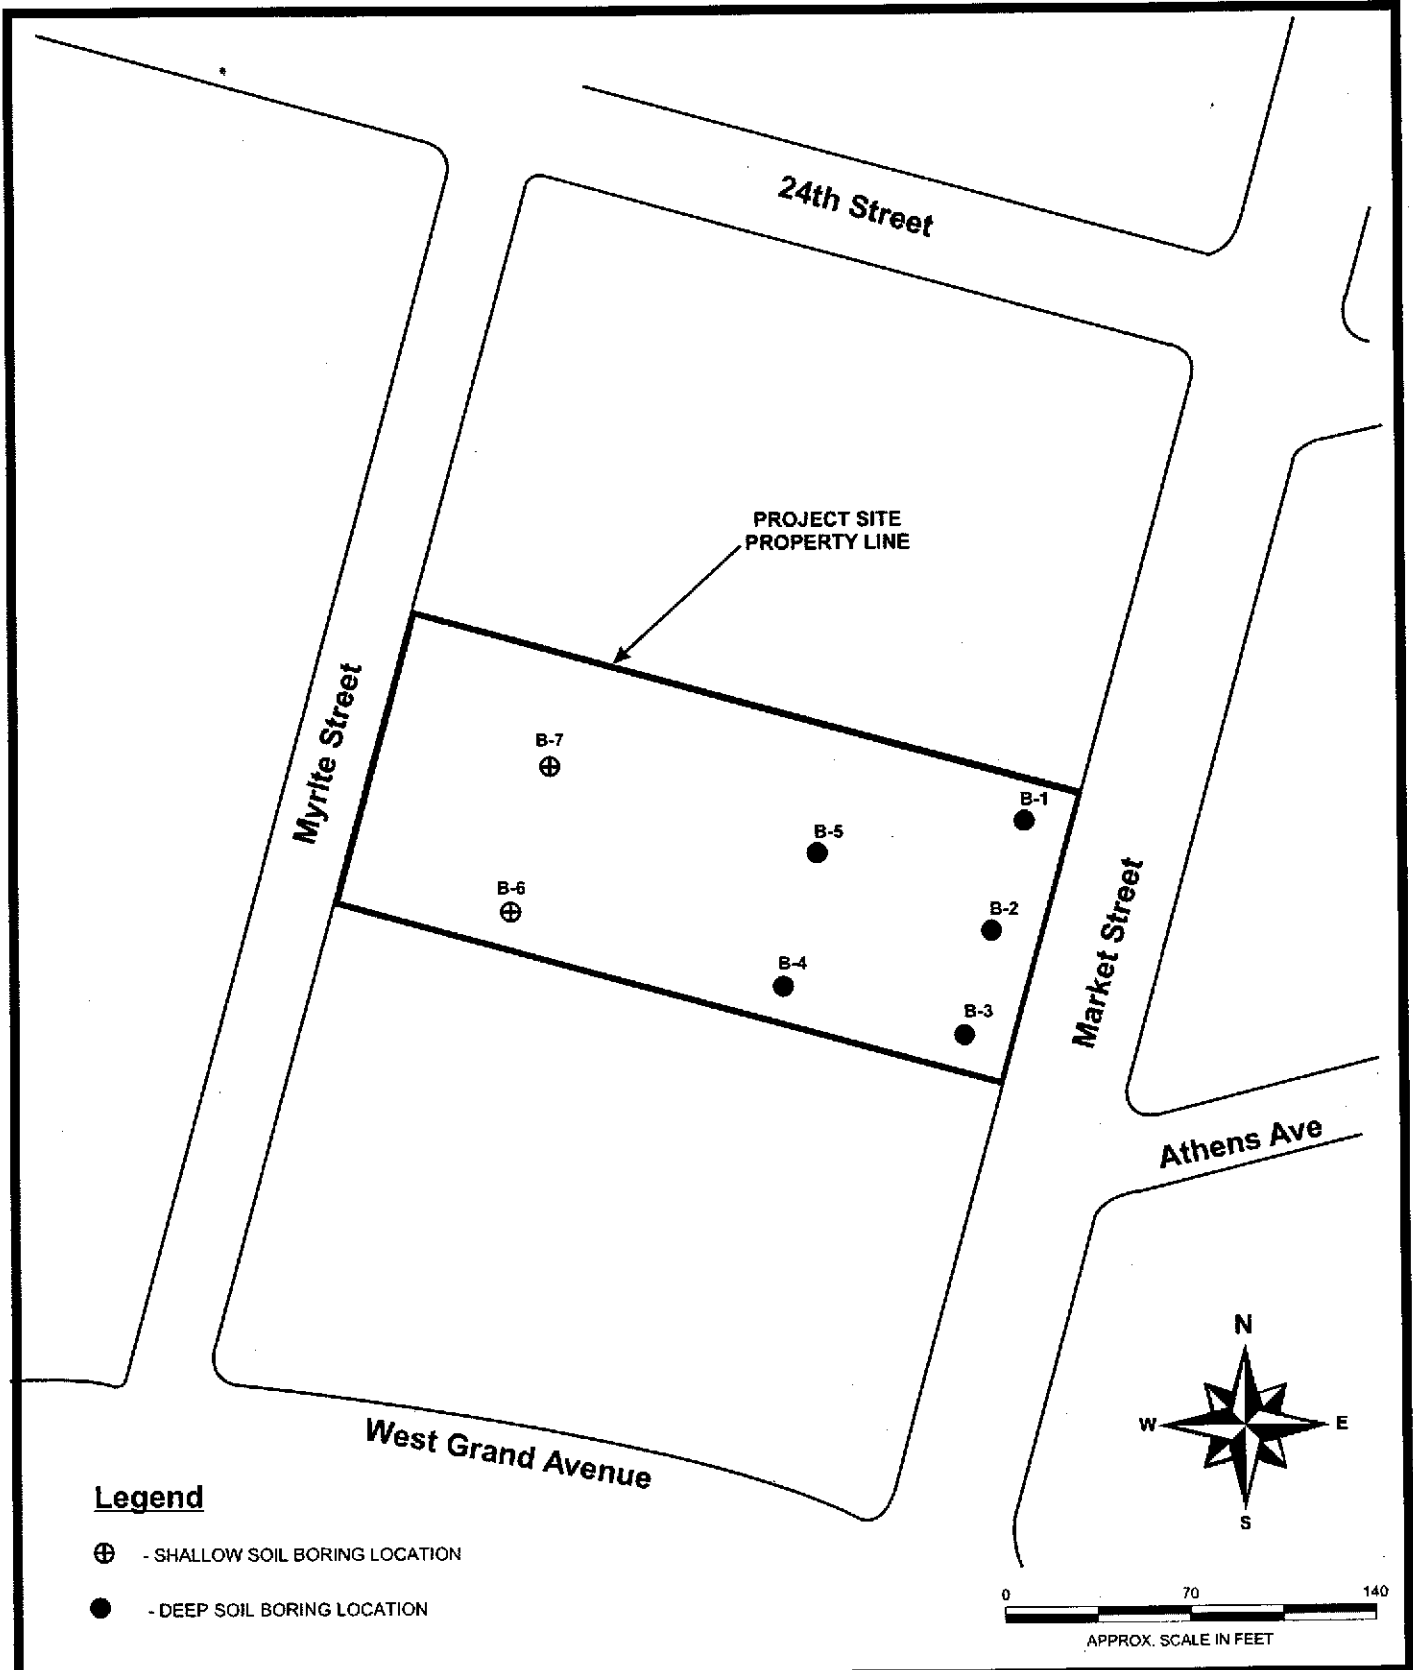 24th Street
PROJECT SITE
PROPERTY LINE
Myrlte Street
B-7
B-1
B-5
B-6
B-2
B-4
B-3
Market Street
Athens Ave
West Grand Avenue
N
W
E
S
Legend
- SHALLOW SOIL BORING LOCATION
- DEEP SOIL BORING LOCATION
0 70 140
APPROX. SCALE IN FEET